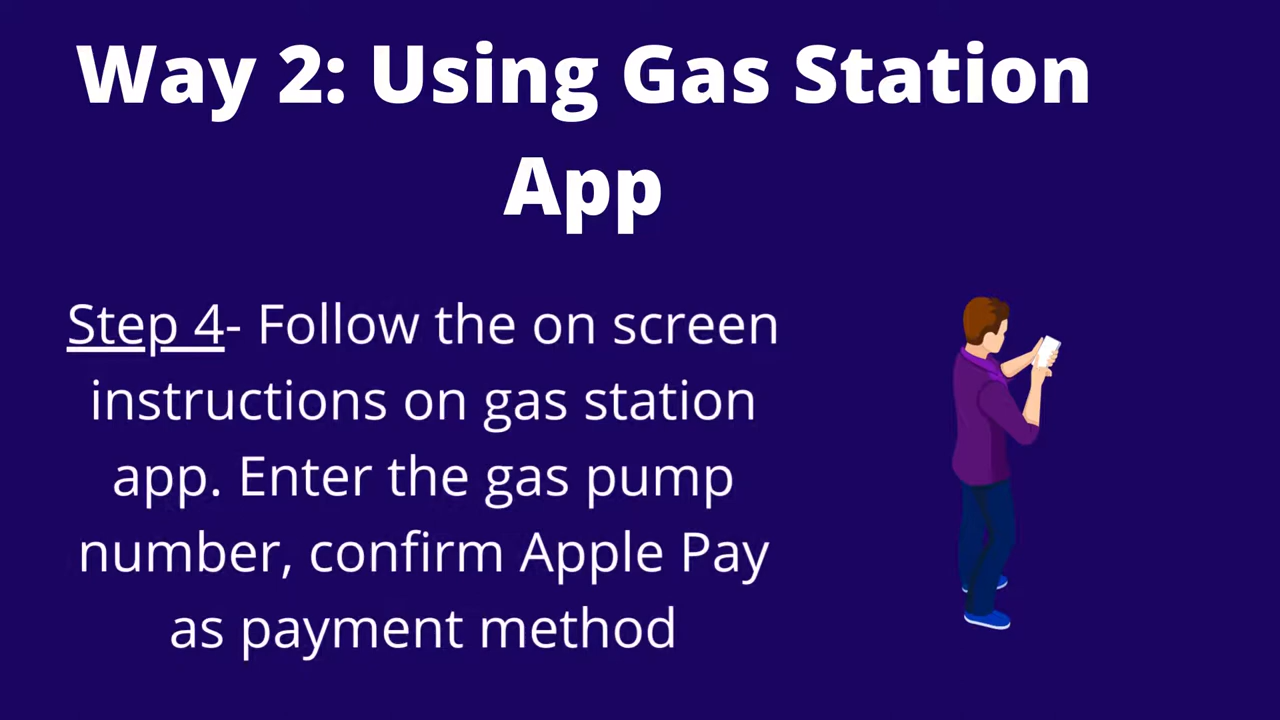 Way 2: Using Gas Station
App
Step 4- Follow the on screen
instructions on gas station
app. Enter the gas pump
number, confirm Apple Pay
as payment method